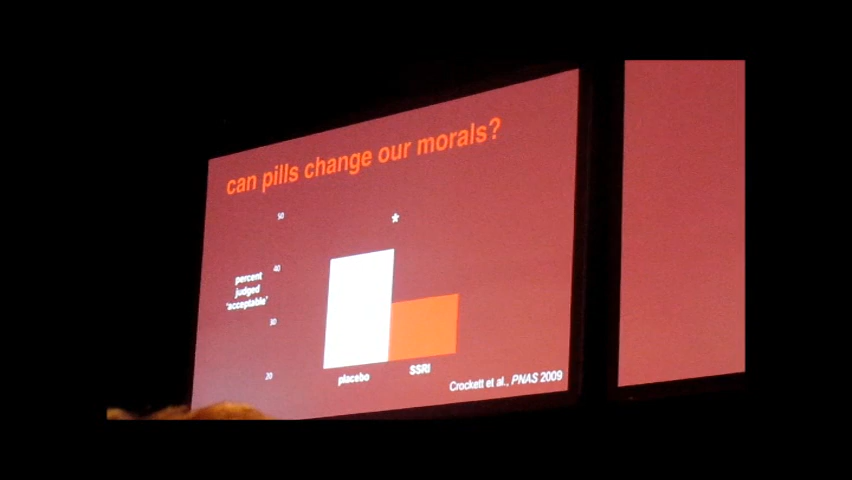 can pills change our morals?
50
40
30
20
percent
judged
'acceptable'
placebo
SSRI
Crockett et al., PNAS 2009